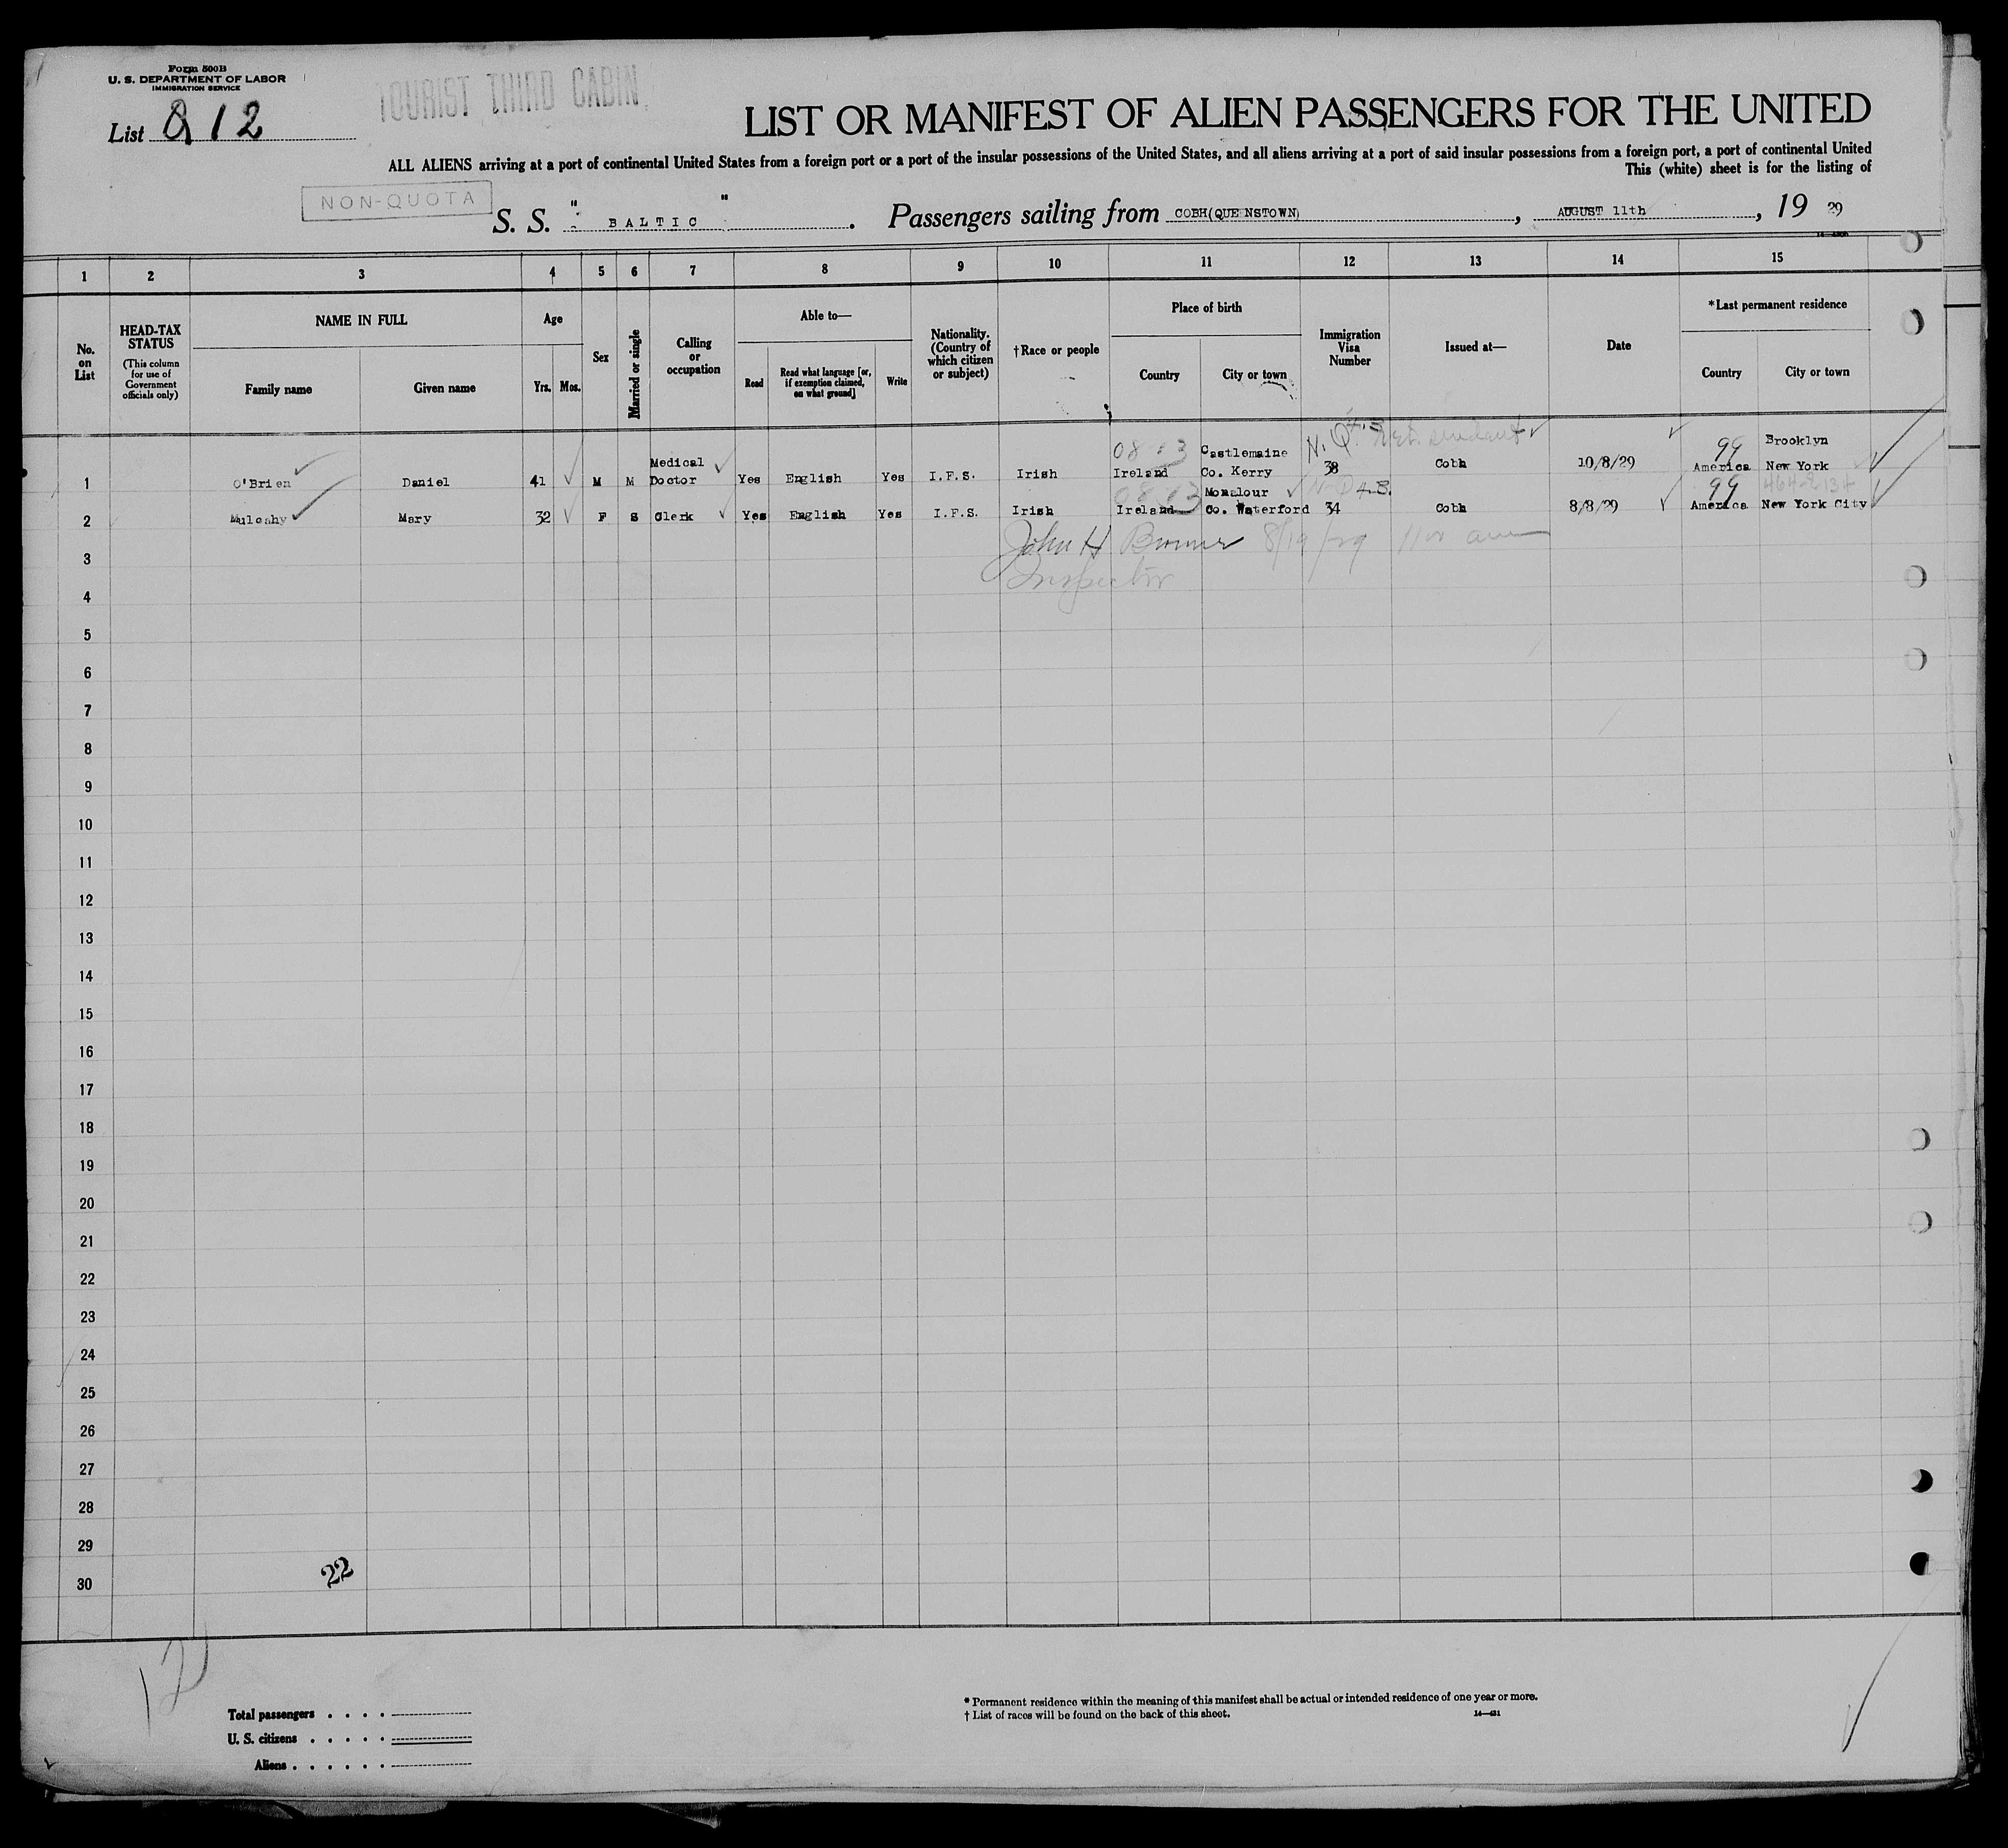 Form 500B
U. S. DEPARTMENT OF LABOR
IMMIGRATION SERVICE
TOURIST THIRD CABIN.
List 212
LIST OR MANIFEST OF ALIEN PASSENGERS FOR THE UNITED
ALL ALIENS arriving at a port of continental United States from a foreign port or a port of the insular possessions of the United States, and all aliens arriving at a port of said insular possessions from a foreign port, a port of continental United
This (white) sheet is for the listing of
NON-QUOTA
S. S. " BALTIC " . Passengers sailing from COBH(QUEENSTOWN) , AUGUST 11th , 19 29
1 2 3 4 5 6 7 8 9 10 11 12 13 14 15
No. on List
HEAD-TAX STATUS
(This column for use of Government officials only)
NAME IN FULL
Family name Given name
Age
Yrs. Mos.
Sex
Married or single
Calling or occupation
Able to—
Read
Read what language [or, if exemption claimed, on what ground]
Write
Nationality. (Country of which citizen or subject)
†Race or people
Place of birth
Country City or town
Immigration Visa Number
Issued at—
Date
*Last permanent residence
Country City or town
1 O'Brien Daniel 41 M M Medical Doctor Yes English Yes I.F.S. Irish Ireland Castlemaine Co. Kerry 38 Cobh 10/8/29 99 America Brooklyn New York
2 Mulcahy Mary 32 F S Clerk Yes English Yes I.F.S. Irish Ireland Monalour Co. Waterford 34 Cobh 8/8/29 99 America New York City
John H 8/19/29 11 00 am
Inspector
3
4
5
6
7
8
9
10
11
12
13
14
15
16
17
18
19
20
21
22
23
24
25
26
27
28
29
30
22
Total passengers
U. S. citizens
Aliens
* Permanent residence within the meaning of this manifest shall be actual or intended residence of one year or more.
† List of races will be found on the back of this sheet.